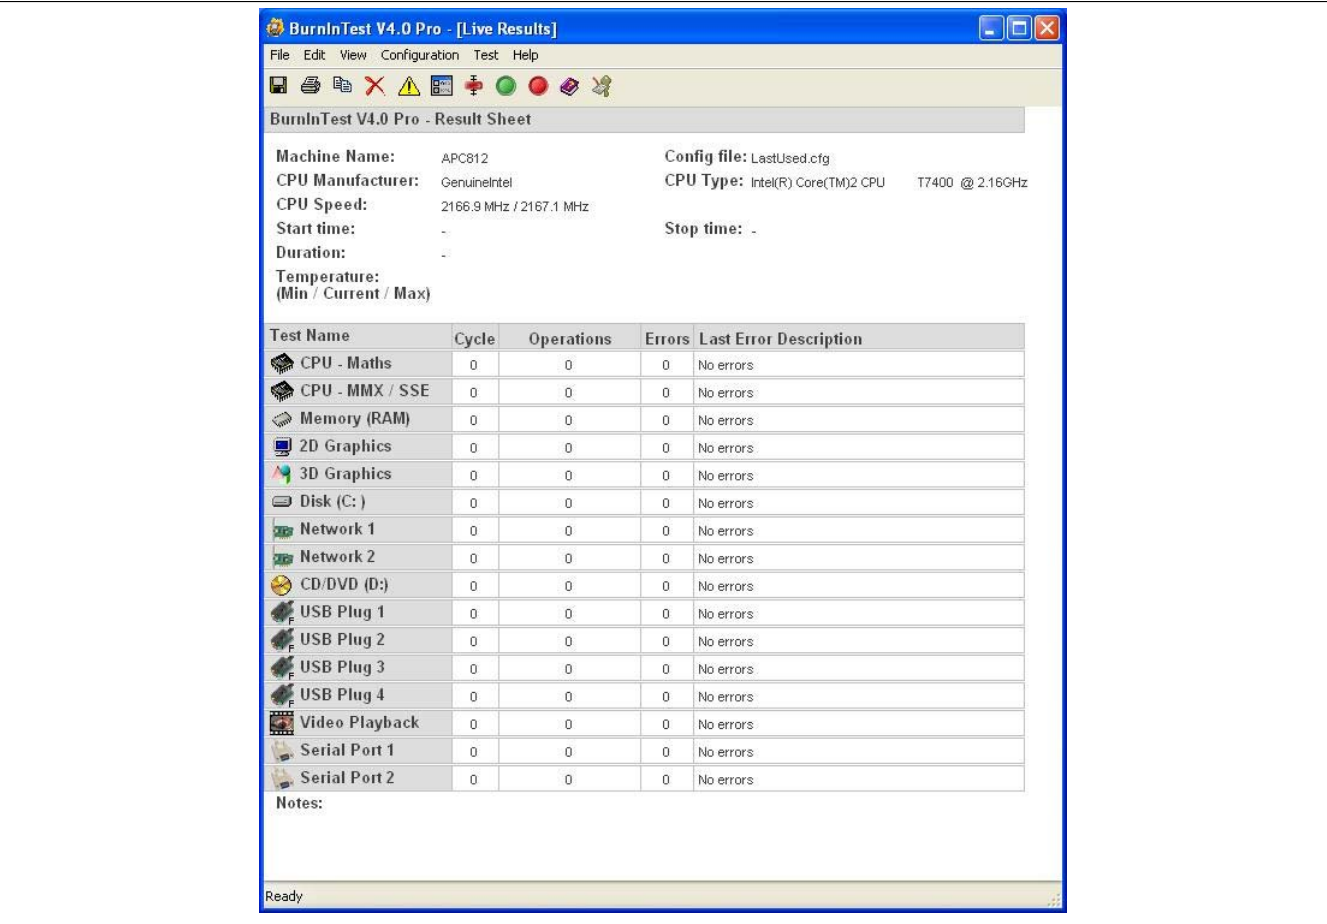 BurnInTest V4.0 Pro - [Live Results]
File Edit View Configuration Test Help
BurnInTest V4.0 Pro - Result Sheet
Machine Name: APC812 Config file: LastUsed.cfg
CPU Manufacturer: GenuineIntel CPU Type: Intel(R) Core(TM)2 CPU T7400 @ 2.16GHz
CPU Speed: 2166.9 MHz / 2167.1 MHz
Start time: - Stop time: -
Duration: -
Temperature:
(Min / Current / Max)
Test Name Cycle Operations Errors Last Error Description
CPU - Maths 0 0 0 No errors
CPU - MMX / SSE 0 0 0 No errors
Memory (RAM) 0 0 0 No errors
2D Graphics 0 0 0 No errors
3D Graphics 0 0 0 No errors
Disk (C: ) 0 0 0 No errors
Network 1 0 0 0 No errors
Network 2 0 0 0 No errors
CD/DVD (D:) 0 0 0 No errors
F USB Plug 1 0 0 0 No errors
F USB Plug 2 0 0 0 No errors
F USB Plug 3 0 0 0 No errors
F USB Plug 4 0 0 0 No errors
Video Playback 0 0 0 No errors
Serial Port 1 0 0 0 No errors
Serial Port 2 0 0 0 No errors
Notes:
Ready